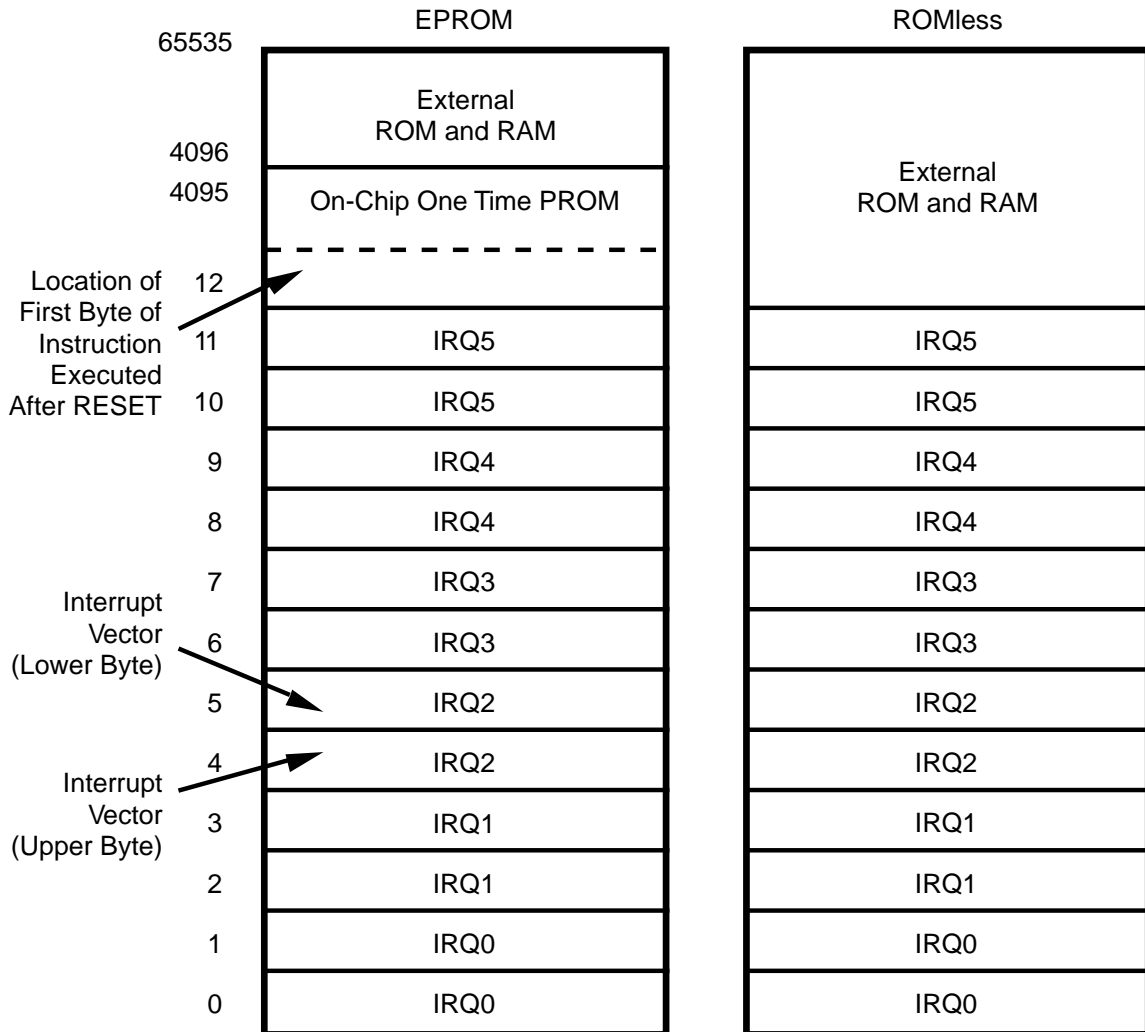 EPROM
ROMless
65535
External
ROM and RAM
4096
4095
On-Chip One Time PROM
External
ROM and RAM
Location of
First Byte of
Instruction
Executed
After RESET
12
11
IRQ5
IRQ5
10
IRQ5
IRQ5
9
IRQ4
IRQ4
8
IRQ4
IRQ4
7
IRQ3
IRQ3
Interrupt
Vector
(Lower Byte)
6
IRQ3
IRQ3
5
IRQ2
IRQ2
4
IRQ2
IRQ2
Interrupt
Vector
(Upper Byte)
3
IRQ1
IRQ1
2
IRQ1
IRQ1
1
IRQ0
IRQ0
0
IRQ0
IRQ0